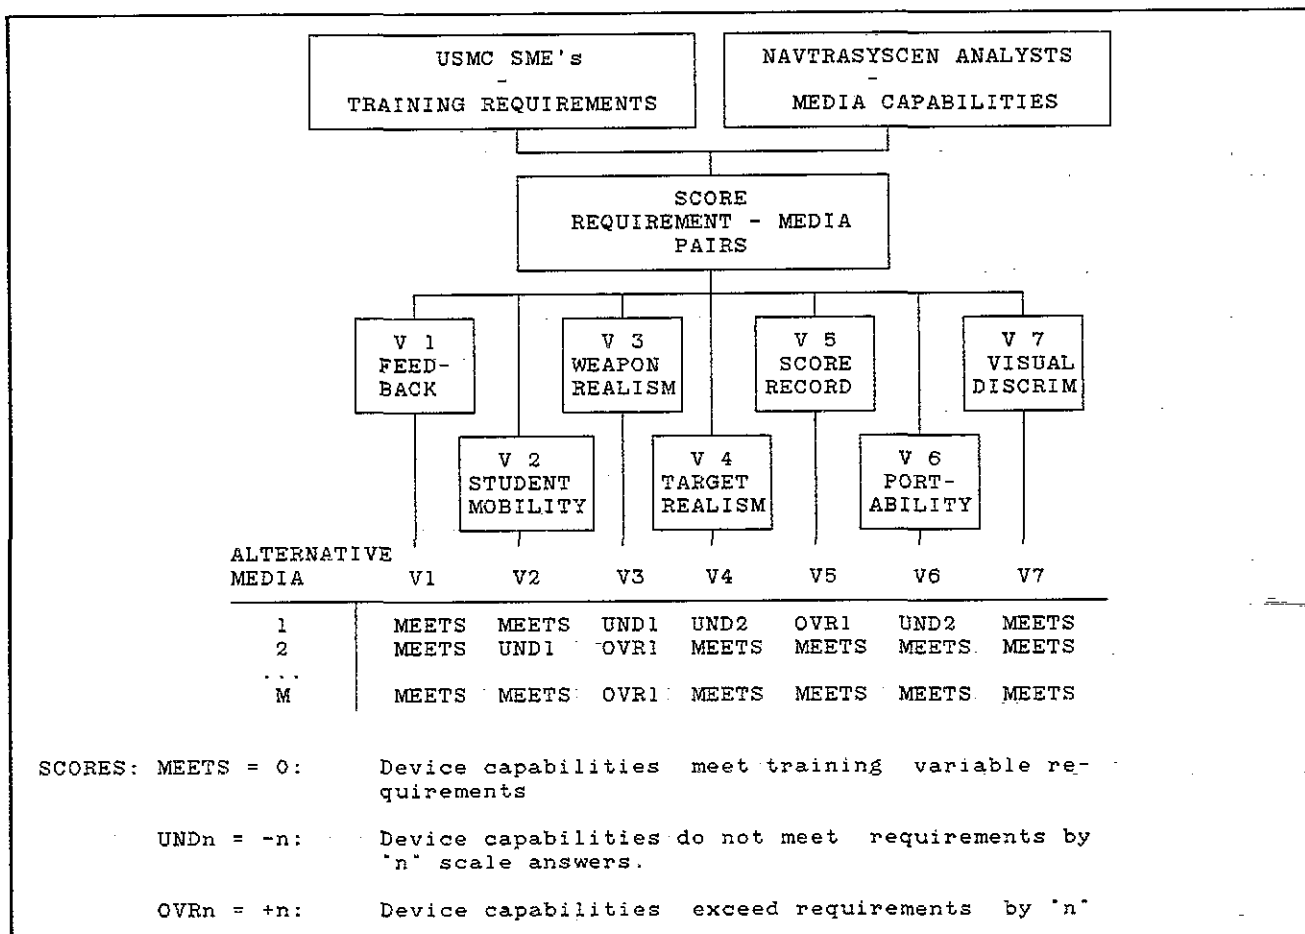 USMC SME's
-
TRAINING REQUIREMENTS
NAVTRASYSCEN ANALYSTS
-
MEDIA CAPABILITIES
SCORE
REQUIREMENT - MEDIA
PAIRS
V 1
FEED-
BACK
V 3
WEAPON
REALISM
V 5
SCORE
RECORD
V 7
VISUAL
DISCRIM
V 2
STUDENT
MOBILITY
V 4
TARGET
REALISM
V 6
PORT-
ABILITY
ALTERNATIVE
MEDIA V1 V2 V3 V4 V5 V6 V7
1 MEETS MEETS UND1 UND2 OVR1 UND2 MEETS
2 MEETS UND1 OVR1 MEETS MEETS MEETS MEETS
...
M MEETS MEETS OVR1 MEETS MEETS MEETS MEETS
SCORES: MEETS = 0: Device capabilities meet training variable re-
quirements
UNDn = -n: Device capabilities do not meet requirements by
"n" scale answers.
OVRn = +n: Device capabilities exceed requirements by "n"